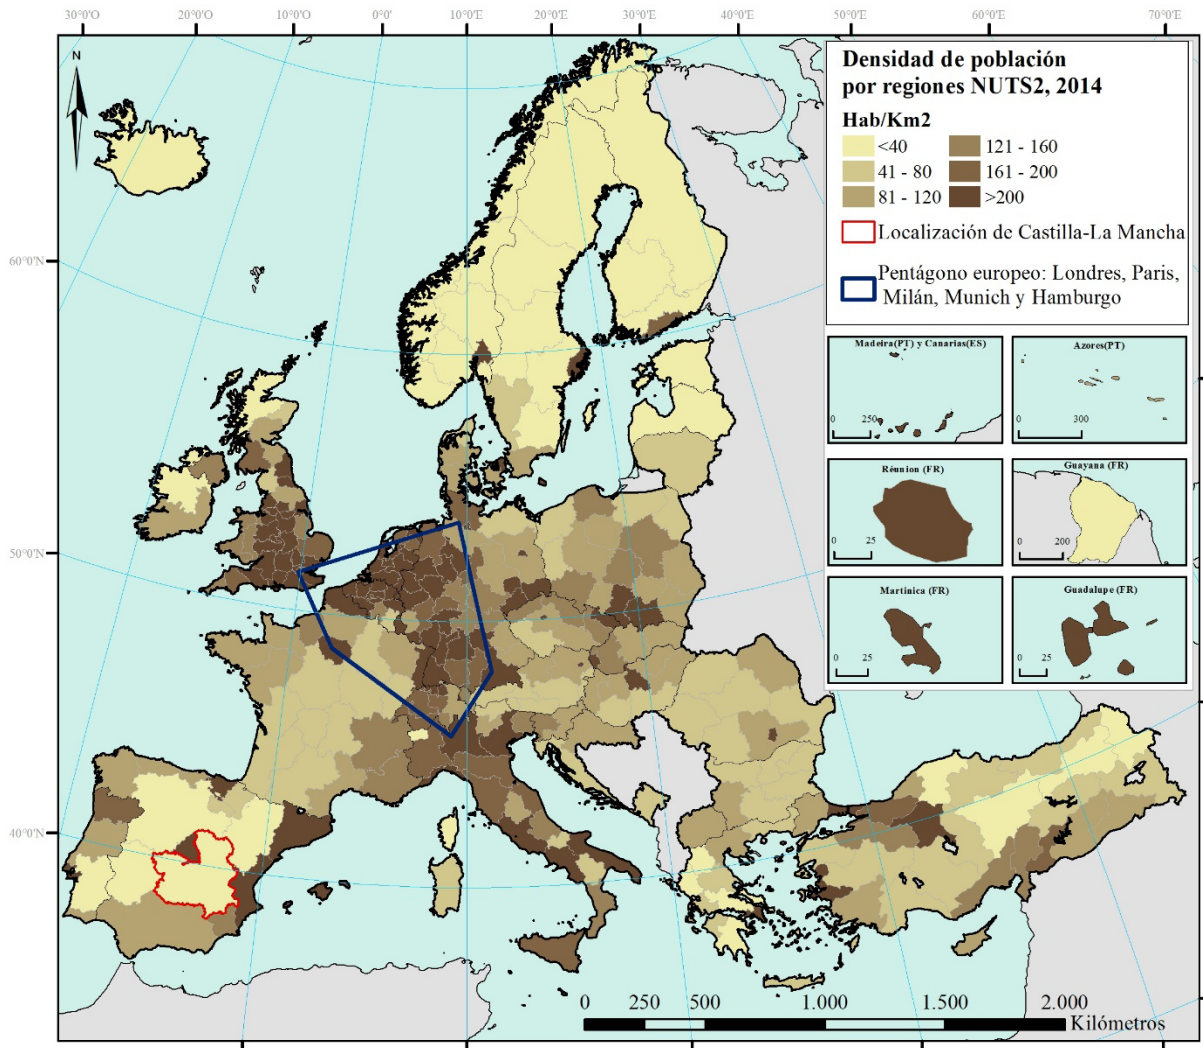 30°0'O 20°0'O 10°0'O 0°0' 10°0'E 20°0'E 30°0'E 40°0'E 50°0'E 60°0'E 70°0'E
N
60°0'N
50°0'N
40°0'N
Densidad de población
por regiones NUTS2, 2014
Hab/Km2
<40
41 - 80
81 - 120
121 - 160
161 - 200
>200
Localización de Castilla-La Mancha
Pentágono europeo: Londres, Paris,
Milán, Munich y Hamburgo
Madeira(PT) y Canarias(ES)
0 250
Azores(PT)
0 300
Réunion (FR)
0 25
Guayana (FR)
0 200
Martinica (FR)
0 25
Guadalupe (FR)
0 25
0 250 500 1.000 1.500 2.000
Kilómetros